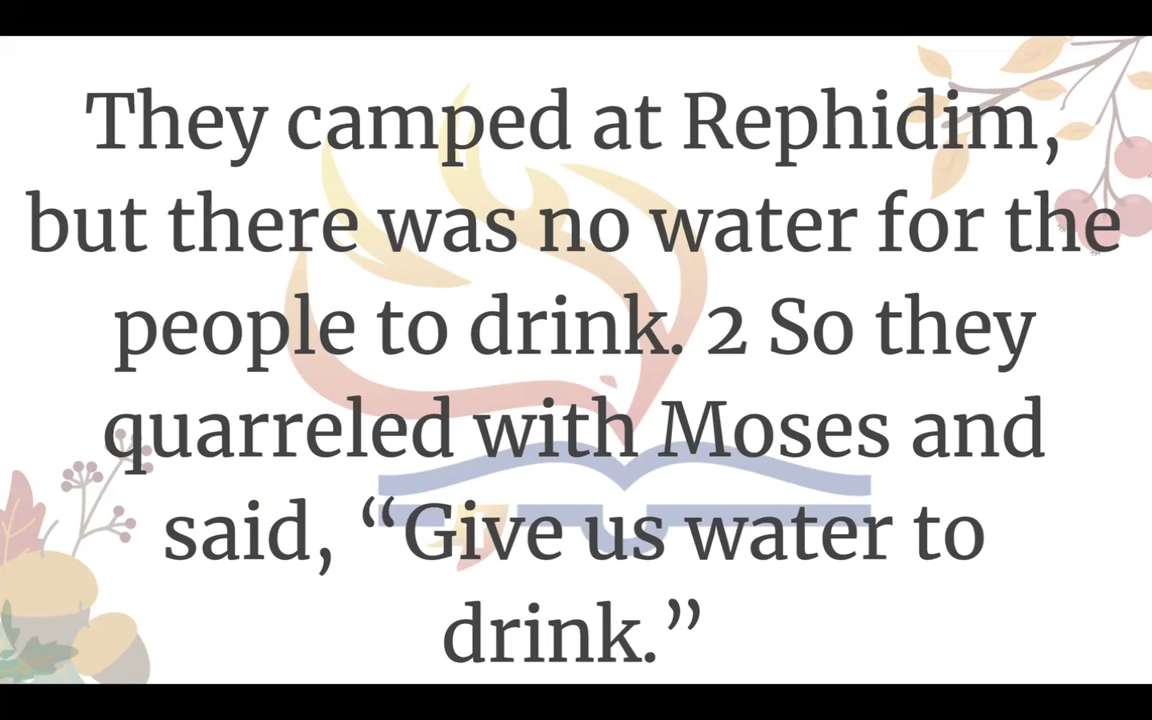 They camped at Rephidim,
but there was no water for the
people to drink. 2 So they
quarreled with Moses and
said, “Give us water to
drink.”